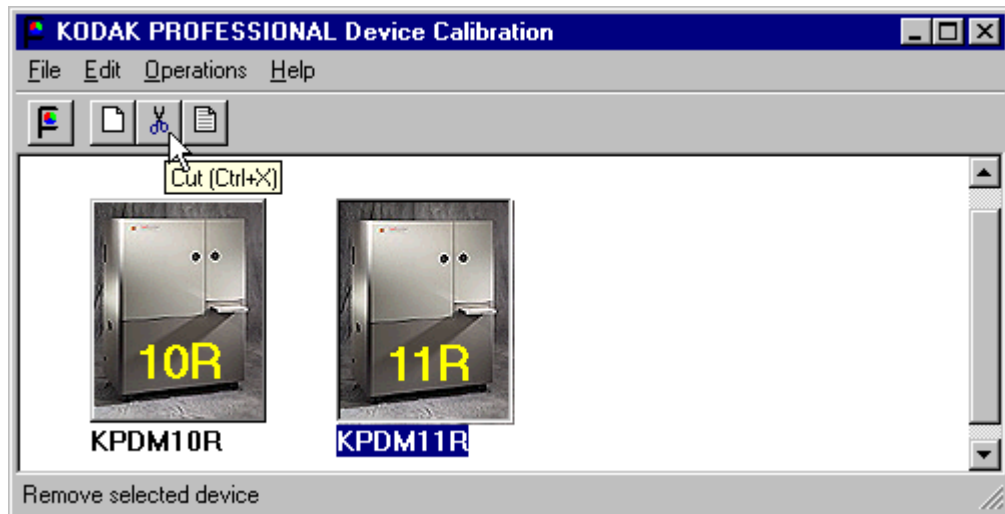 KODAK PROFESSIONAL Device Calibration
File Edit Operations Help
Cut (Ctrl+X)
10R 11R
KPDM10R KPDM11R
Remove selected device